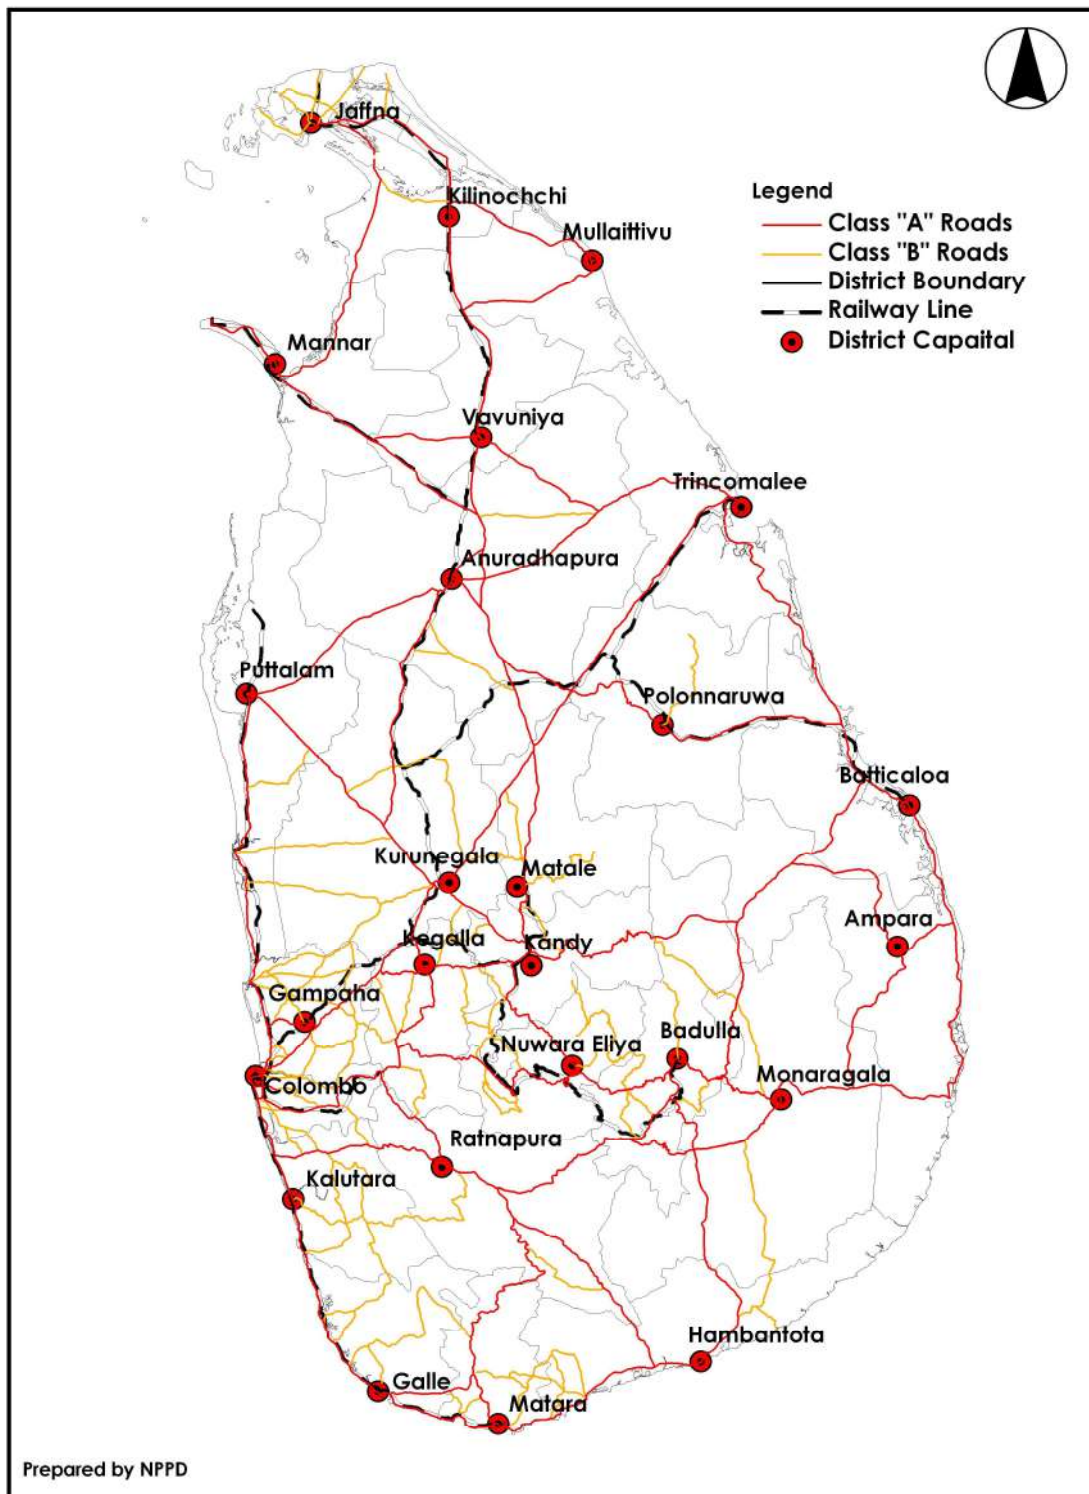 Jaffna
Kilinochchi
Mullaittivu
Legend
Class "A" Roads
Class "B" Roads
District Boundary
Railway Line
District Capaital
Mannar
Vavuniya
Trincomalee
Anuradhapura
Puttalam
Polonnaruwa
Batticaloa
Kurunegala
Matale
Ampara
Kegalla
Kandy
Gampaha
Nuwara Eliya
Badulla
Colombo
Monaragala
Ratnapura
Kalutara
Hambantota
Galle
Matara
Prepared by NPPD